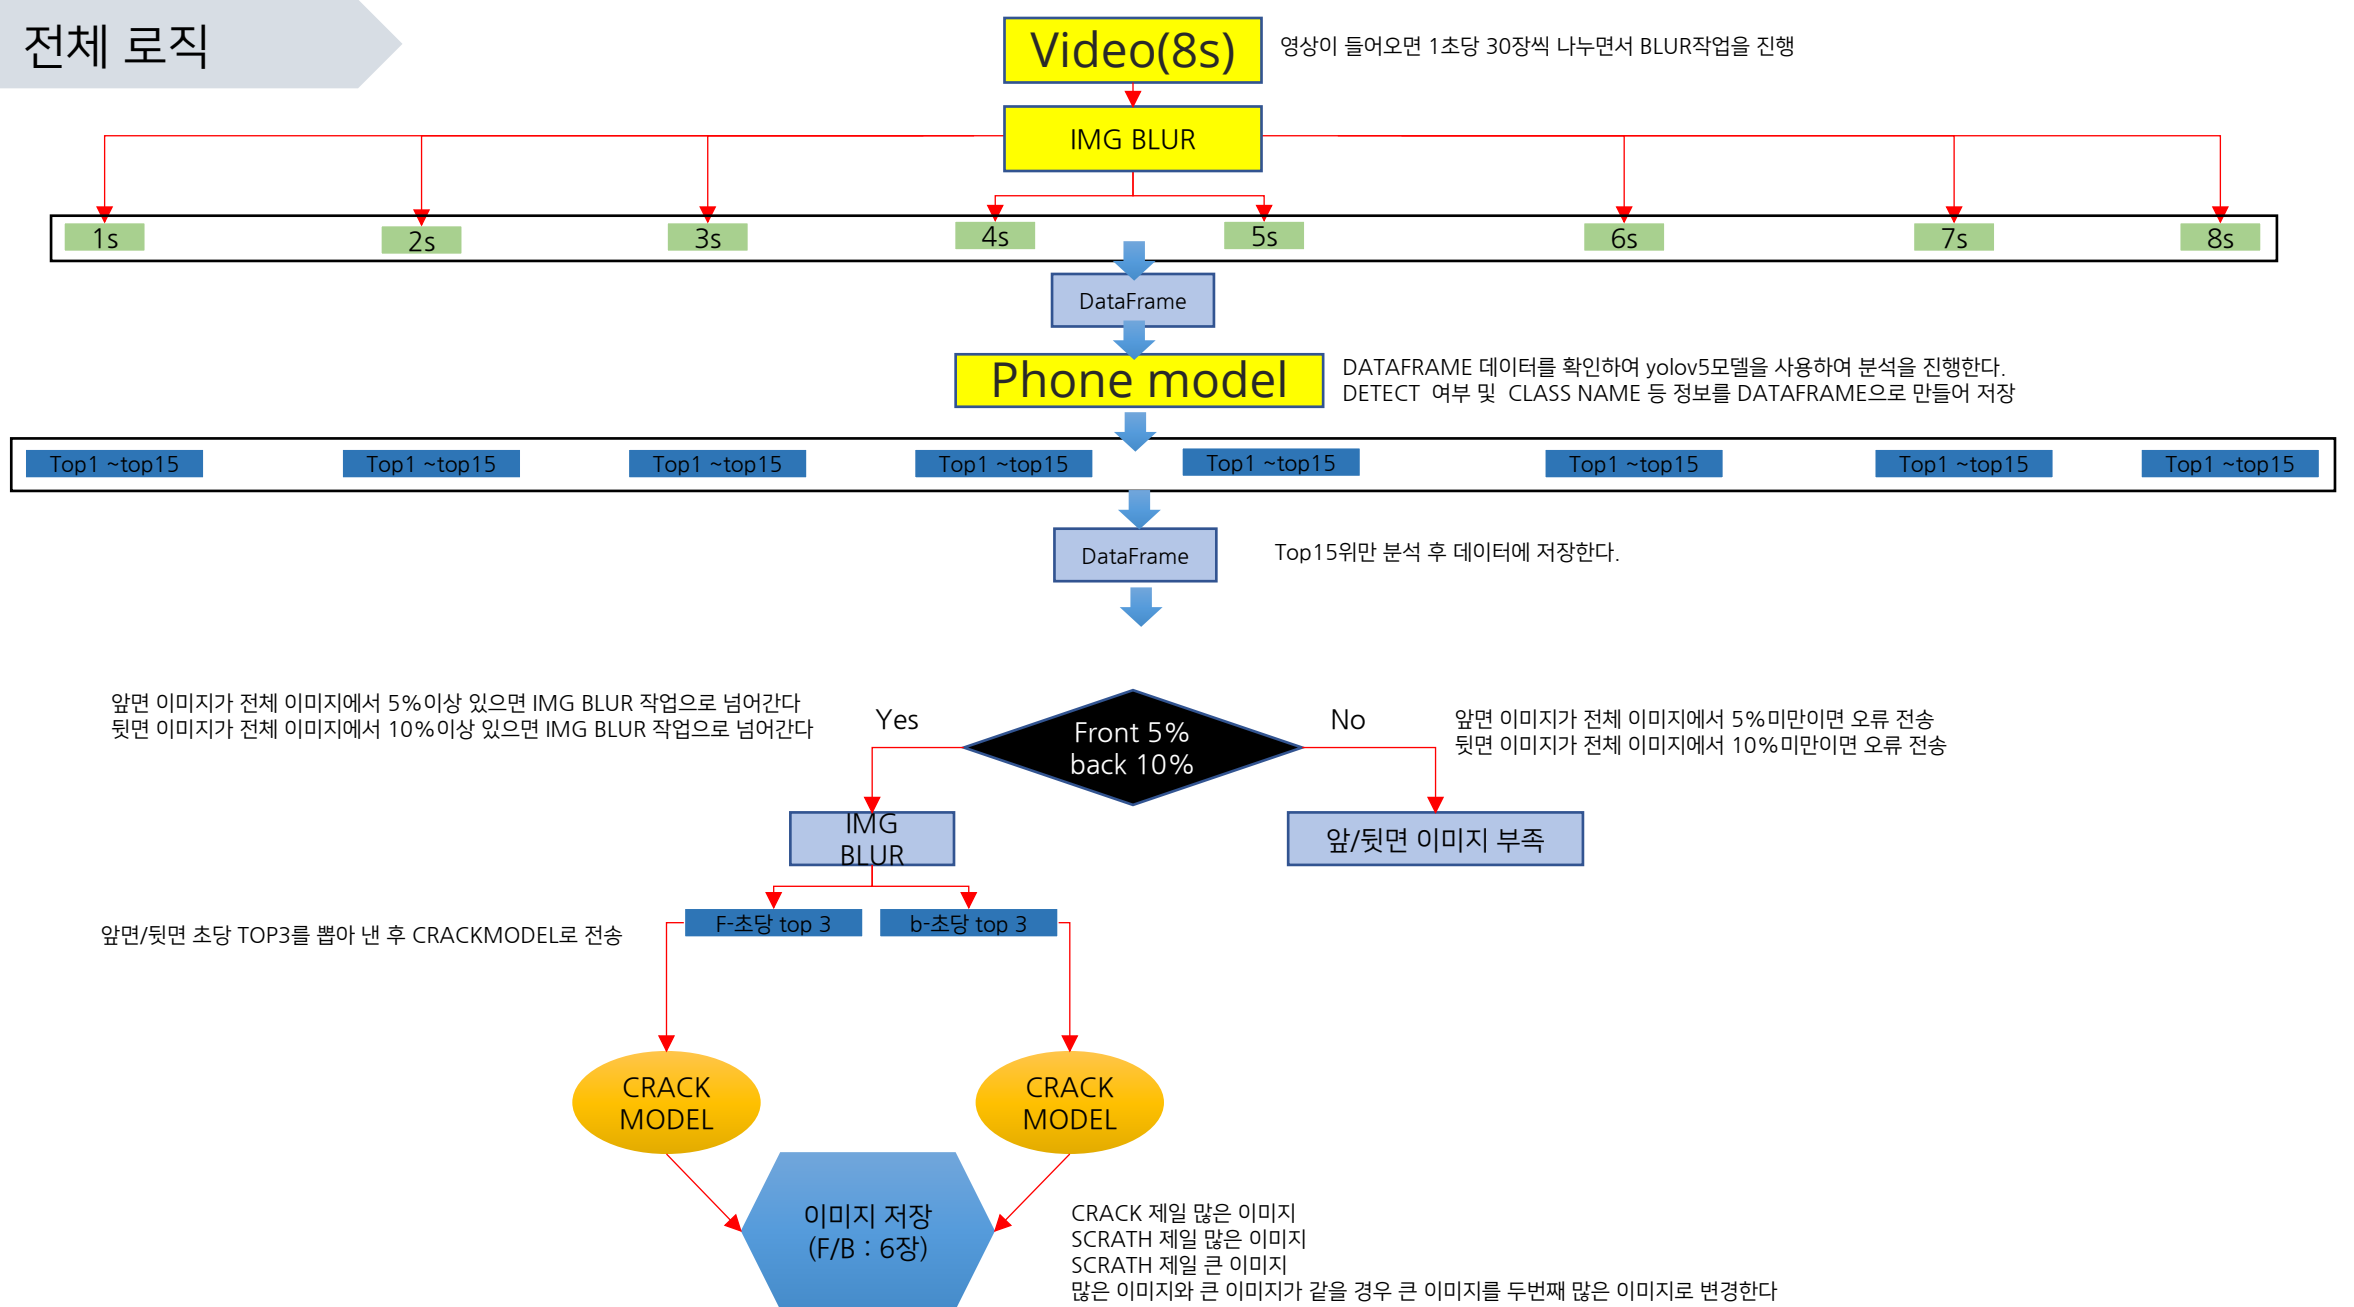 전체 로직
Video(8s)
영상이 들어오면 1초당 30장씩 나누면서 BLUR작업을 진행
IMG BLUR
1s
2s
3s
4s
5s
6s
7s
8s
DataFrame
Phone model
DATAFRAME 데이터를 확인하여 yolov5모델을 사용하여 분석을 진행한다.
DETECT 여부 및 CLASS NAME 등 정보를 DATAFRAME으로 만들어 저장
Top1 ~top15
Top1 ~top15
Top1 ~top15
Top1 ~top15
Top1 ~top15
Top1 ~top15
Top1 ~top15
Top1 ~top15
DataFrame
Top15위만 분석 후 데이터에 저장한다.
앞면 이미지가 전체 이미지에서 5%이상 있으면 IMG BLUR 작업으로 넘어간다
뒷면 이미지가 전체 이미지에서 10%이상 있으면 IMG BLUR 작업으로 넘어간다
Yes
Front 5%
back 10%
No
앞면 이미지가 전체 이미지에서 5%미만이면 오류 전송
뒷면 이미지가 전체 이미지에서 10%미만이면 오류 전송
IMG
BLUR
앞/뒷면 이미지 부족
앞면/뒷면 초당 TOP3를 뽑아 낸 후 CRACKMODEL로 전송
F-초당 top 3
b-초당 top 3
CRACK
MODEL
CRACK
MODEL
이미지 저장
(F/B : 6장)
CRACK 제일 많은 이미지
SCRATH 제일 많은 이미지
SCRATH 제일 큰 이미지
많은 이미지와 큰 이미지가 같을 경우 큰 이미지를 두번째 많은 이미지로 변경한다